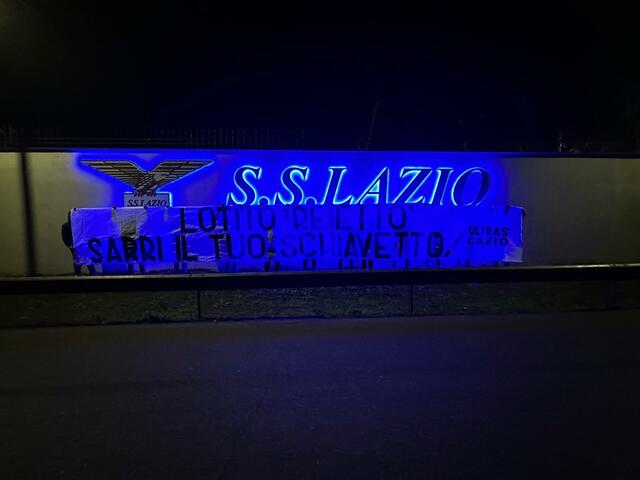 S.S.LAZIO
S.S.LAZIO
LOTITO "REIETTO"
SARRI IL TUO SCHIAVETTO!
ULTRAS
LAZIO